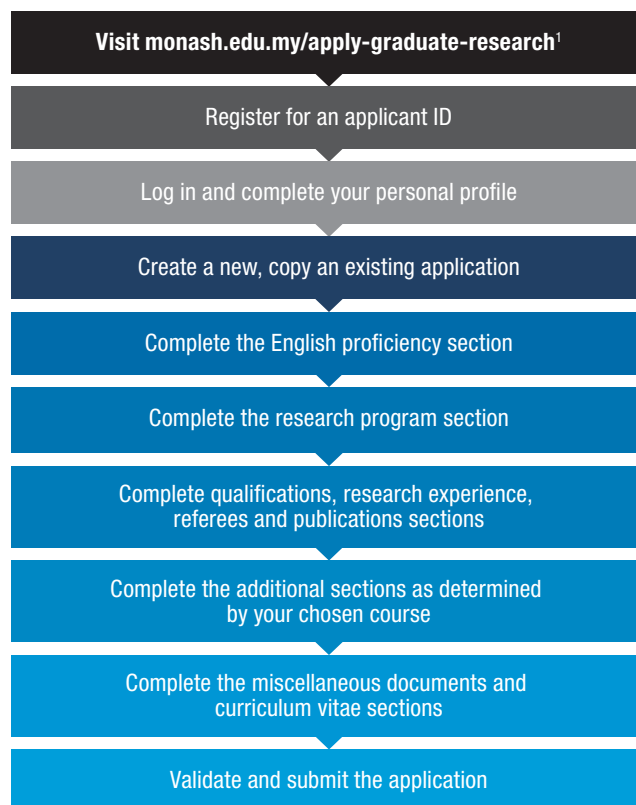 Visit monash.edu.my/apply-graduate-research¹
Register for an applicant ID
Log in and complete your personal profile
Create a new, copy an existing application
Complete the English proficiency section
Complete the research program section
Complete qualifications, research experience,
referees and publications sections
Complete the additional sections as determined
by your chosen course
Complete the miscellaneous documents and
curriculum vitae sections
Validate and submit the application